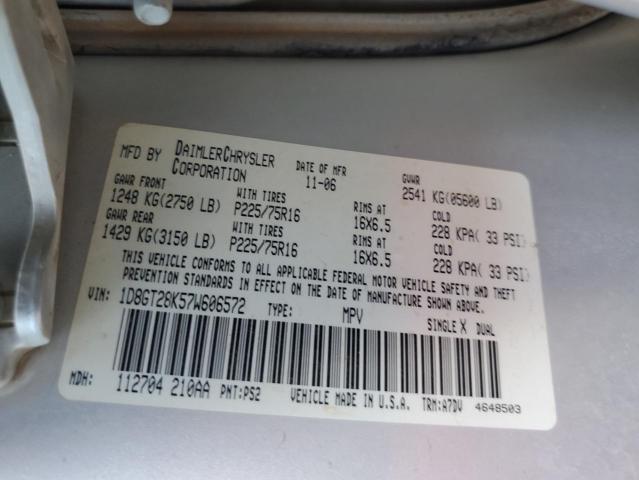 MFD BY DAIMLERCHRYSLER CORPORATION
DATE OF MFR 11-06
GVWR 2541 KG(05600 LB)
GAWR FRONT 1248 KG(2750 LB)
WITH TIRES P225/75R16
RIMS AT 16X6.5
COLD 228 KPA( 33 PSI)
GAWR REAR 1429 KG(3150 LB)
WITH TIRES P225/75R16
RIMS AT 16X6.5
COLD 228 KPA( 33 PSI)
THIS VEHICLE CONFORMS TO ALL APPLICABLE FEDERAL MOTOR VEHICLE SAFETY AND THEFT
PREVENTION STANDARDS IN EFFECT ON THE DATE OF MANUFACTURE SHOWN ABOVE.
VIN: 1D8GT28K57W606572 TYPE: MPV SINGLE X DUAL
MDH: 112704 210AA PNT:PS2 VEHICLE MADE IN U.S.A. TRM:A7DV 4648503